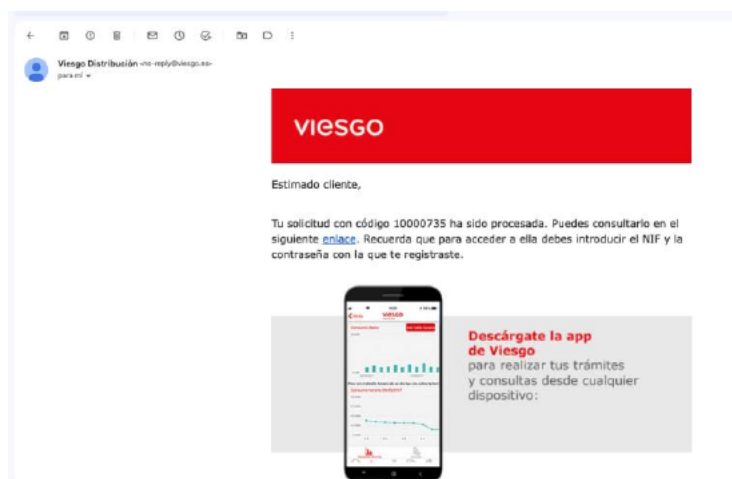 Viesgo Distribución <no-reply@viesgo.es>
para mí
VIESGO
Estimado cliente,
Tu solicitud con código 10000735 ha sido procesada. Puedes consultarlo en el
siguiente enlace. Recuerda que para acceder a ella debes introducir el NIF y la
contraseña con la que te registraste.
VIESGO
Descárgate la app
de Viesgo
para realizar tus trámites
y consultas desde cualquier
dispositivo: